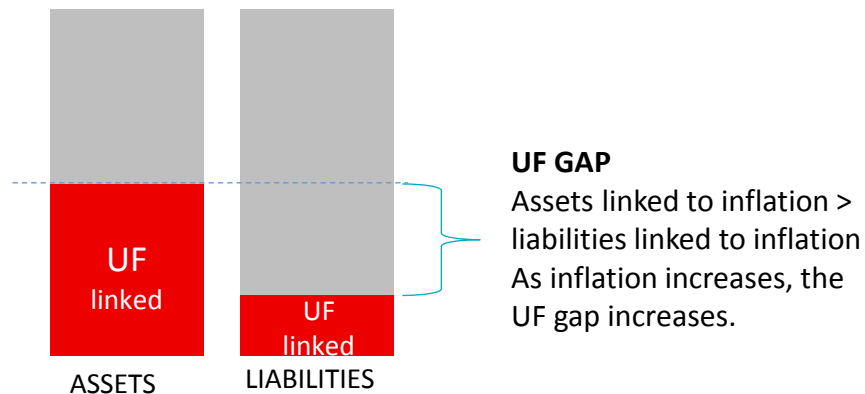 UF
linked
UF
linked
ASSETS
LIABILITIES
UF GAP
Assets linked to inflation >
liabilities linked to inflation
As inflation increases, the
UF gap increases.